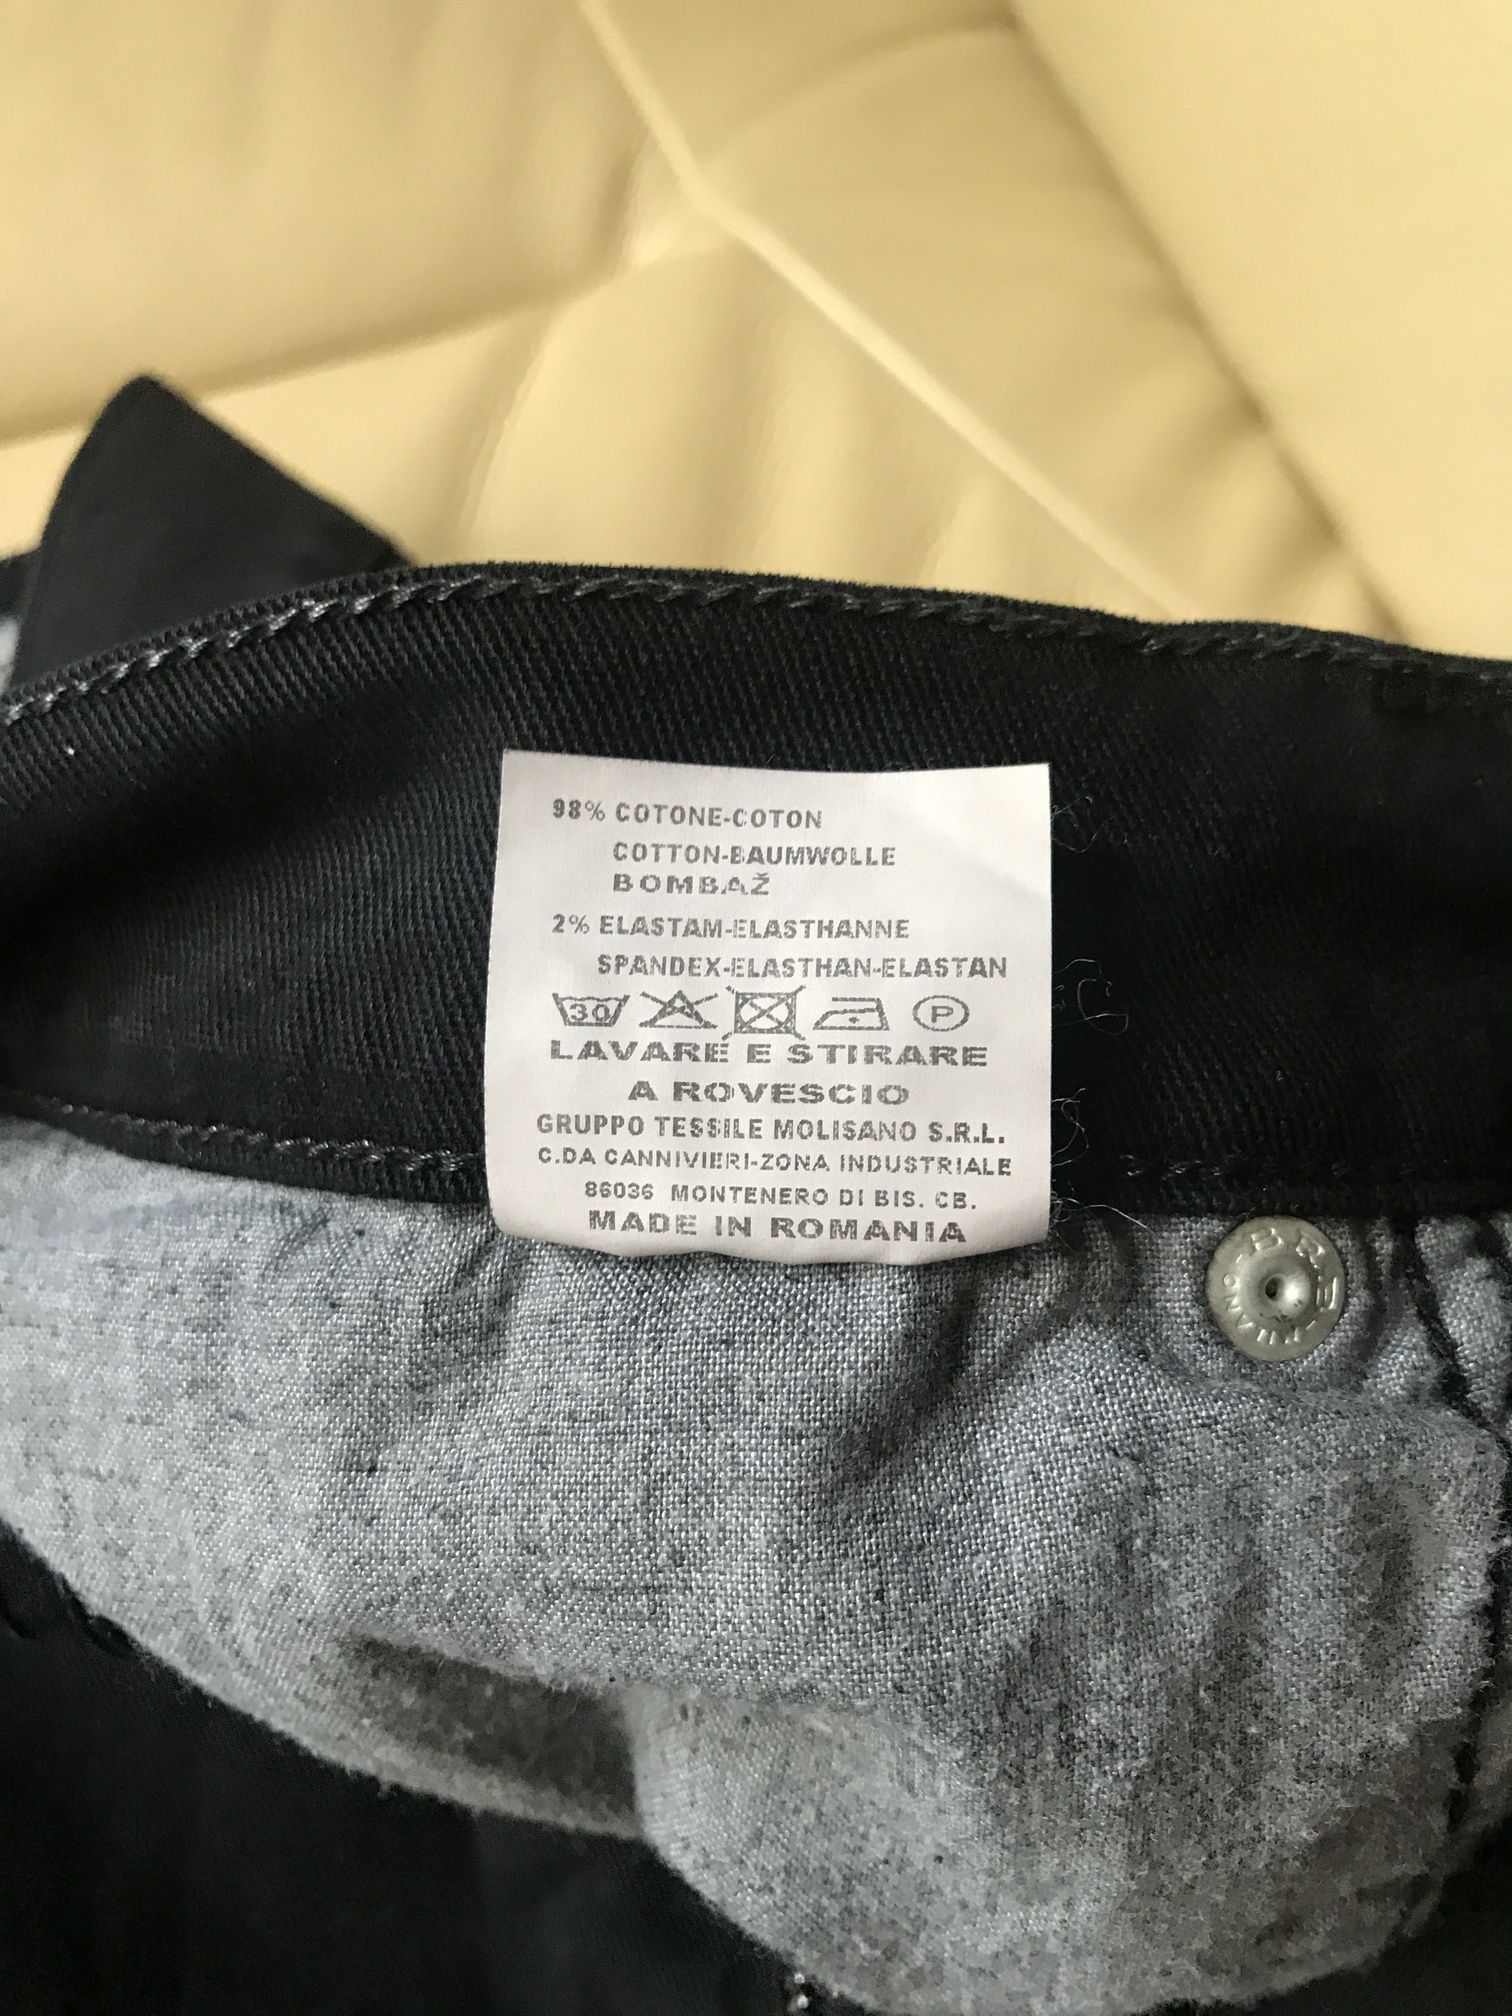 98% COTONE-COTON
COTTON-BAUMWOLLE
BOMBAŽ
2% ELASTAM-ELASTHANNE
SPANDEX-ELASTHAN-ELASTAN
30 P
LAVARE E STIRARE
A ROVESCIO
GRUPPO TESSILE MOLISANO S.R.L.
C.DA CANNIVIERI-ZONA INDUSTRIALE
86036 MONTENERO DI BIS. CB.
MADE IN ROMANIA
MILANO